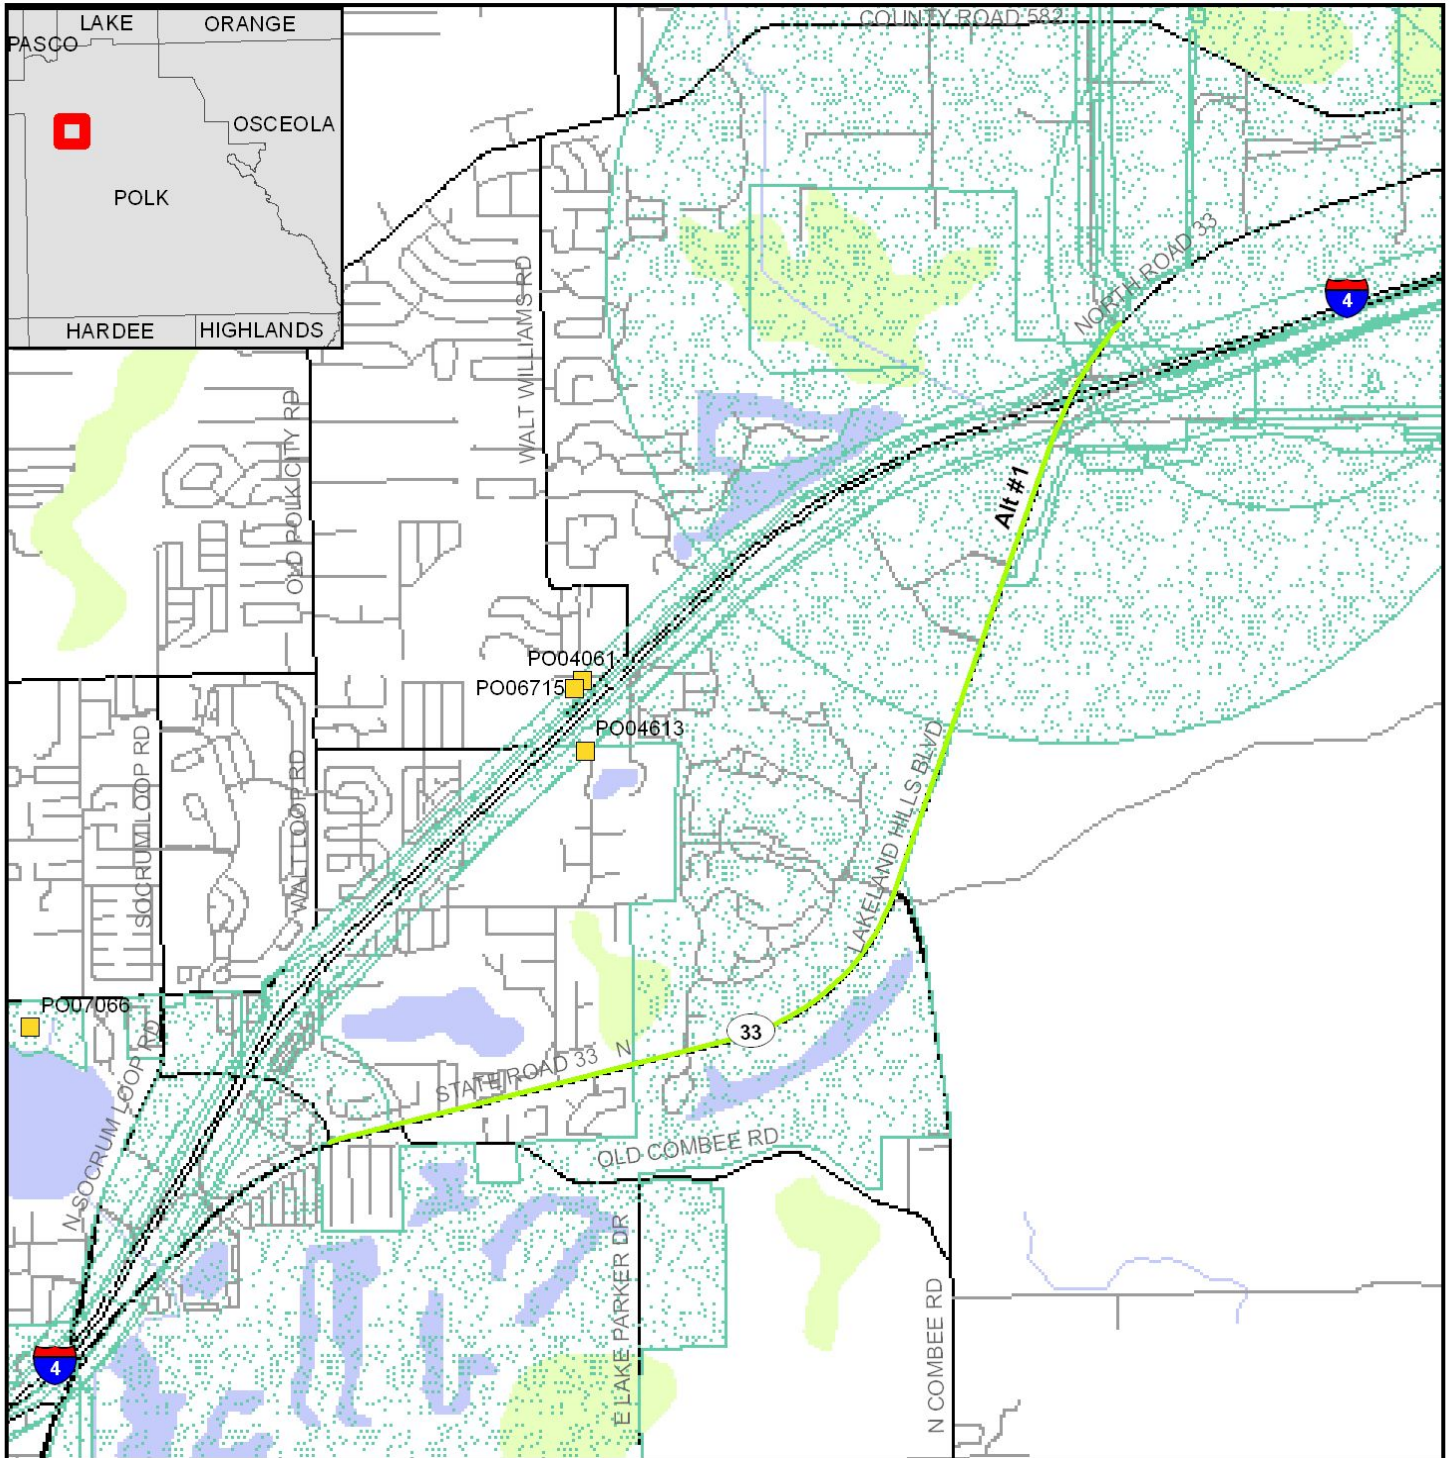 LAKE
ORANGE
PASCO
OSCEOLA
POLK
HARDEE
HIGHLANDS
COUNTY ROAD 582
NORTH ROAD 33
4
WALT WILLIAMS RD
OLD POLK CITY RD
Alt #1
PO04061
PO06715
PO04613
SOCRUM LOOP RD
WALT LOOP RD
LAKELAND HILLS BLVD
PO07066
33
STATE ROAD 33 N
N SOCRUM LOOP RD
OLD COMBEE RD
E LAKE PARKER DR
N COMBEE RD
4